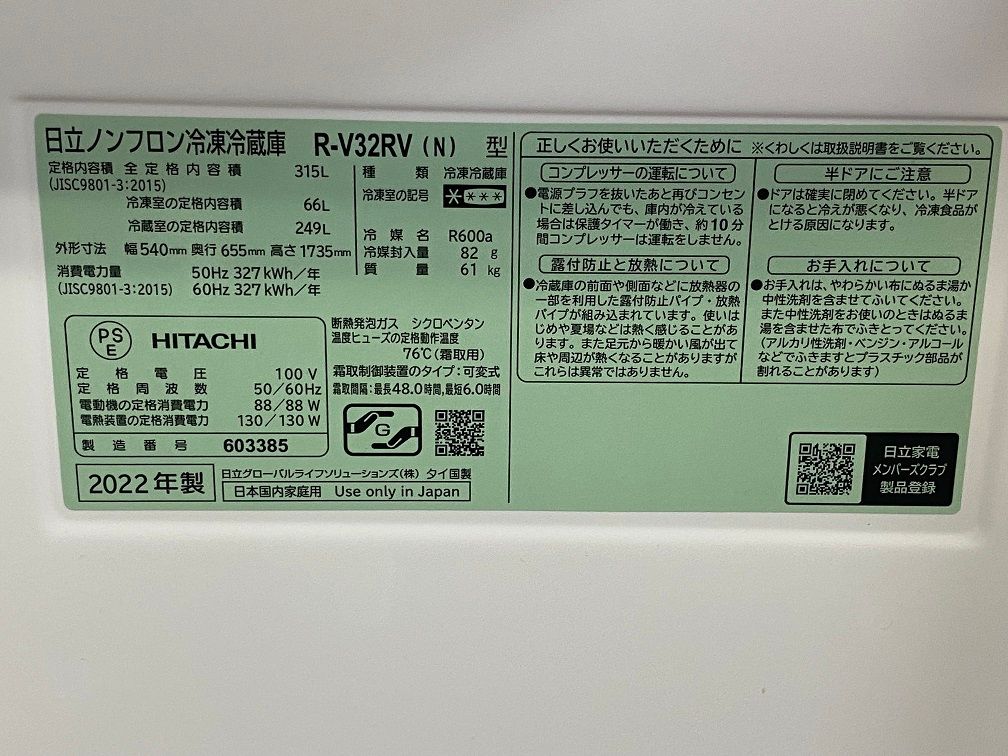 日立ノンフロン冷凍冷蔵庫 R-V32RV (N) 型
定格内容積 全定格内容積 315L
(JISC9801-3:2015)
冷凍室の定格内容積 66L
冷蔵室の定格内容積 249L
外形寸法 幅540mm 奥行655mm 高さ1735mm
消費電力量 50Hz 327kWh/年
(JISC9801-3:2015) 60Hz 327kWh/年
種類 冷凍冷蔵庫
冷凍室の記号 ****
冷媒名 R600a
冷媒封入量 82g
質量 61kg
PS
E
HITACHI
定格電圧 100V
定格周波数 50/60Hz
電動機の定格消費電力 88/88W
電熱装置の定格消費電力 130/130W
製造番号 603385
断熱発泡ガス シクロペンタン
温度ヒューズの定格動作温度
76℃(霜取用)
霜取制御装置のタイプ:可変式
霜取間隔:最長48.0時間,最短6.0時間
G
2022年製
日立グローバルライフソリューションズ(株) タイ国製
日本国内家庭用 Use only in Japan
正しくお使いいただくために ※くわしくは取扱説明書をご覧ください。
コンプレッサーの運転について
●電源プラグを抜いたあと再びコンセン
トに差し込んでも、庫内が冷えている
場合は保護タイマーが働き、約10分
間コンプレッサーは運転をしません。
露付防止と放熱について
●冷蔵庫の前面や側面などに放熱器の
一部を利用した露付防止パイプ・放熱
パイプが組み込まれています。使いは
じめや夏場などは熱く感じることがあ
ります。また足元から暖かい風が出て
床や周辺が熱くなることがありますが
これらは異常ではありません。
半ドアにご注意
●ドアは確実に閉めてください。半ドア
になると冷えが悪くなり、冷凍食品が
とける原因になります。
お手入れについて
●お手入れは、やわらかい布にぬるま湯か
中性洗剤を含ませてふいてください。
また中性洗剤をお使いのときはぬるま
湯を含ませた布でふきとってください。
(アルカリ性洗剤・ベンジン・アルコール
などでふきますとプラスチック部品が
割れることがあります)
日立家電
メンバーズクラブ
製品登録